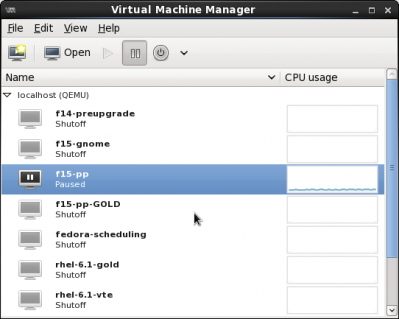 Virtual Machine Manager
File Edit View Help
Open
Name CPU usage
localhost (QEMU)
f14-preupgrade
Shutoff
f15-gnome
Shutoff
f15-pp
Paused
f15-pp-GOLD
Shutoff
fedora-scheduling
Shutoff
rhel-6.1-gold
Shutoff
rhel-6.1-vte
Shutoff